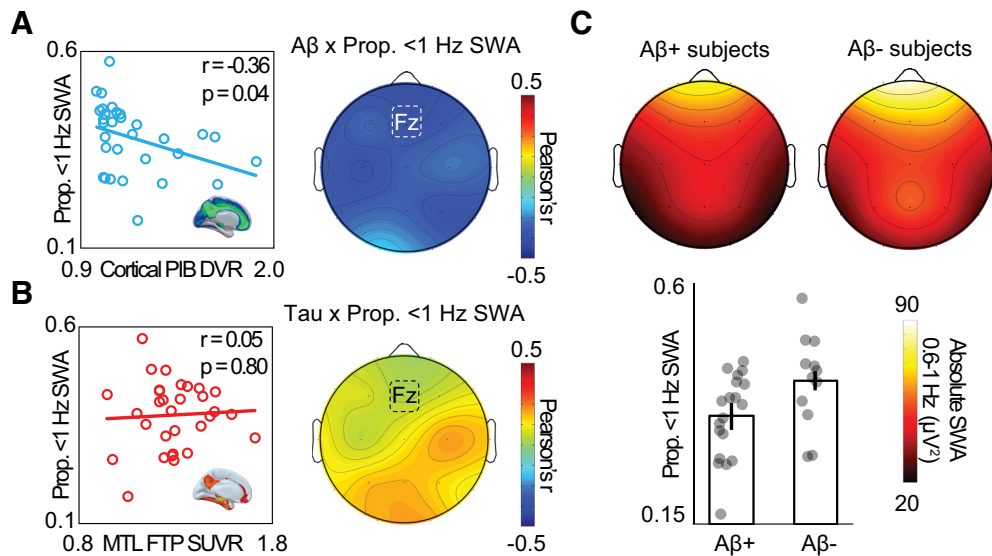 A
0.6
Prop. <1 Hz SWA
r = -0.36
p = 0.04
0.1
0.9 Cortical PIB DVR 2.0
Aβ x Prop. <1 Hz SWA
Fz
0.5
Pearson's r
-0.5
B
0.6
Prop. <1 Hz SWA
r = 0.05
p = 0.80
0.1
0.8 MTL FTP SUVR 1.8
Tau x Prop. <1 Hz SWA
Fz
0.5
Pearson's r
-0.5
C
Aβ+ subjects
Aβ- subjects
0.6
Prop. <1 Hz SWA
0.15
Aβ+
Aβ-
90
Absolute SWA
0.6-1 Hz (µV²)
20